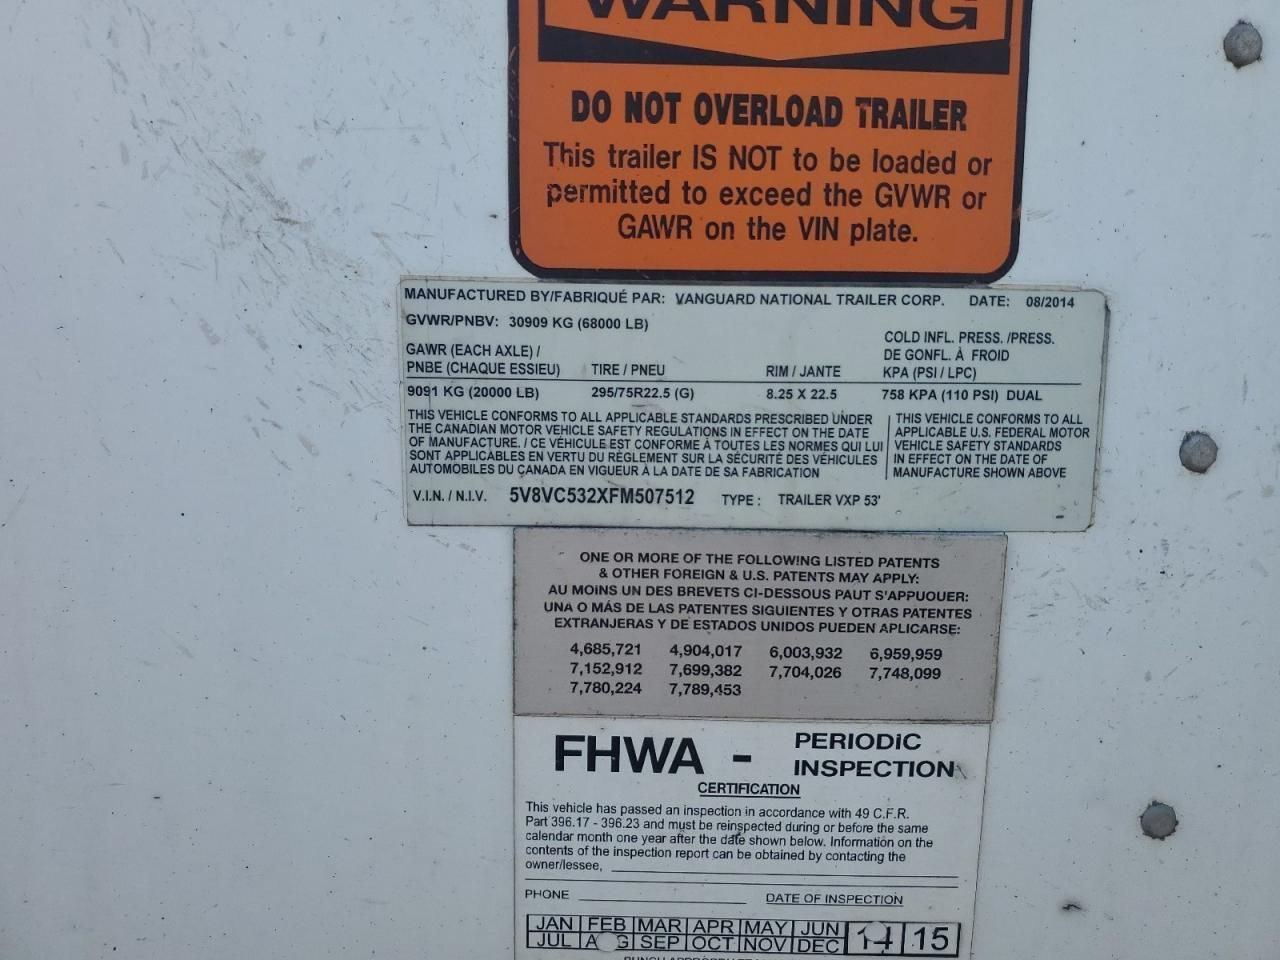 WARNING
DO NOT OVERLOAD TRAILER
This trailer IS NOT to be loaded or
permitted to exceed the GVWR or
GAWR on the VIN plate.
MANUFACTURED BY/FABRIQUÉ PAR: VANGUARD NATIONAL TRAILER CORP. DATE: 08/2014
GVWR/PNBV: 30909 KG (68000 LB)
GAWR (EACH AXLE) /
PNBE (CHAQUE ESSIEU) TIRE / PNEU RIM / JANTE
COLD INFL. PRESS. /PRESS.
DE GONFL. À FROID
KPA (PSI / LPC)
9091 KG (20000 LB) 295/75R22.5 (G) 8.25 X 22.5 758 KPA (110 PSI) DUAL
THIS VEHICLE CONFORMS TO ALL APPLICABLE STANDARDS PRESCRIBED UNDER
THE CANADIAN MOTOR VEHICLE SAFETY REGULATIONS IN EFFECT ON THE DATE
OF MANUFACTURE. / CE VÉHICULE EST CONFORME À TOUTES LES NORMES QUI LUI
SONT APPLICABLES EN VERTU DU RÈGLEMENT SUR LA SÉCURITÉ DES VÉHICULES
AUTOMOBILES DU CANADA EN VIGUEUR À LA DATE DE SA FABRICATION
THIS VEHICLE CONFORMS TO ALL
APPLICABLE U.S. FEDERAL MOTOR
VEHICLE SAFETY STANDARDS
IN EFFECT ON THE DATE OF
MANUFACTURE SHOWN ABOVE
V.I.N. / N.I.V. 5V8VC532XFM507512 TYPE : TRAILER VXP 53'
ONE OR MORE OF THE FOLLOWING LISTED PATENTS
& OTHER FOREIGN & U.S. PATENTS MAY APPLY:
AU MOINS UN DES BREVETS CI-DESSOUS PAUT S'APPUOUER:
UNA O MÁS DE LAS PATENTES SIGUIENTES Y OTRAS PATENTES
EXTRANJERAS Y DE ESTADOS UNIDOS PUEDEN APLICARSE:
4,685,721 4,904,017 6,003,932 6,959,959
7,152,912 7,699,382 7,704,026 7,748,099
7,780,224 7,789,453
FHWA - PERIODIC
INSPECTION
CERTIFICATION
This vehicle has passed an inspection in accordance with 49 C.F.R.
Part 396.17 - 396.23 and must be reinspected during or before the same
calendar month one year after the date shown below. Information on the
contents of the inspection report can be obtained by contacting the
owner/lessee,
PHONE DATE OF INSPECTION
JAN FEB MAR APR MAY JUN 14 15
JUL AUG SEP OCT NOV DEC